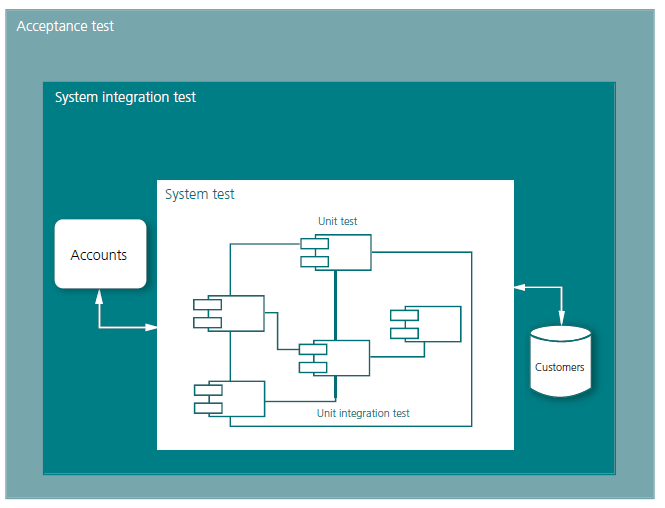 Acceptance test
System integration test
System test
Unit test
Accounts
Customers
Unit integration test